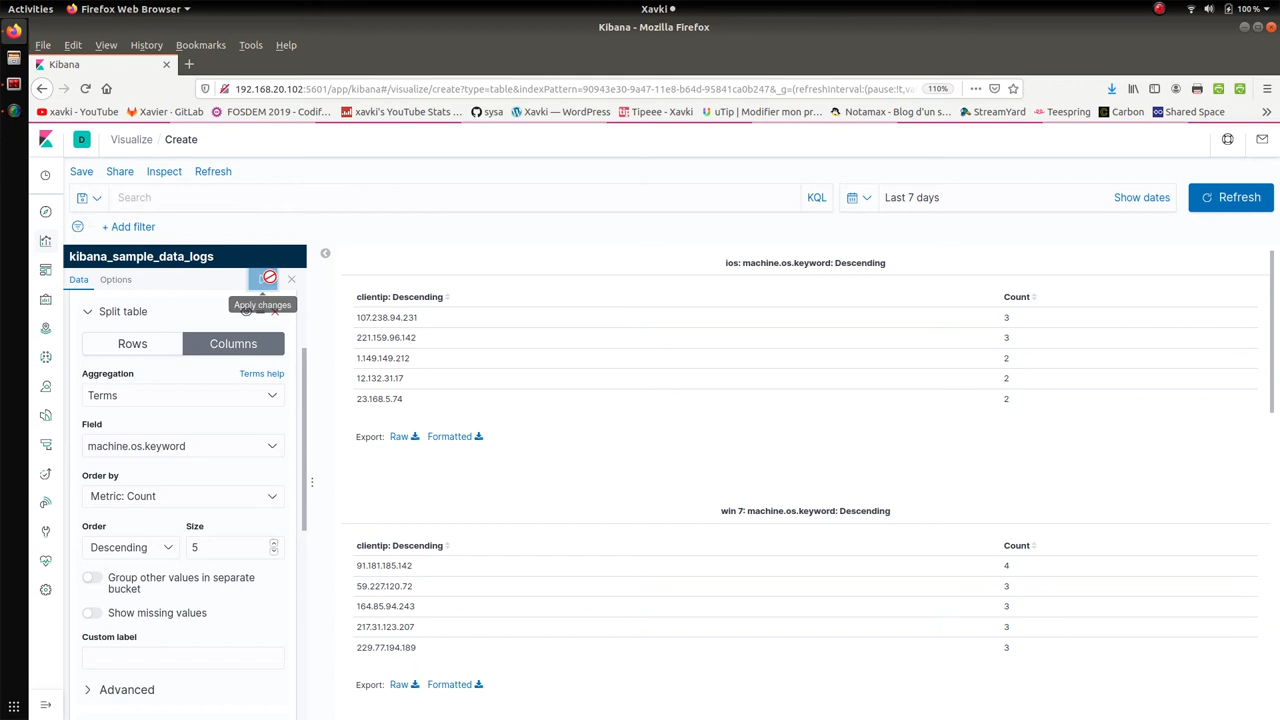 Activities
Firefox Web Browser
Xavki
100 %
Kibana - Mozilla Firefox
File Edit View History Bookmarks Tools Help
Kibana
192.168.20.102:5601/app/kibana#/visualize/create?type=table&indexPattern=90943e30-9a47-11e8-b64d-95841ca0b247&_g=(refreshInterval:(pause:!t,va
110%
xavki - YouTube
Xavier - GitLab
FOSDEM 2019 - Codif...
xavki's YouTube Stats ...
sysa
Xavki — WordPress
Tipeee - Xavki
uTip | Modifier mon pr...
Notamax - Blog d'un s...
StreamYard
Teespring
Carbon
Shared Space
D
Visualize / Create
Save Share Inspect Refresh
Search
KQL
Last 7 days
Show dates
Refresh
+ Add filter
kibana_sample_data_logs
Data Options
Apply changes
Split table
Rows Columns
Aggregation
Terms help
Terms
Field
machine.os.keyword
Order by
Metric: Count
Order Size
Descending 5
Group other values in separate
bucket
Show missing values
Custom label
Advanced
ios: machine.os.keyword: Descending
clientip: Descending Count
107.238.94.231 3
221.159.96.142 3
1.149.149.212 2
12.132.31.17 2
23.168.5.74 2
Export: Raw Formatted
win 7: machine.os.keyword: Descending
clientip: Descending Count
91.181.185.142 4
59.227.120.72 3
164.85.94.243 3
217.31.123.207 3
229.77.194.189 3
Export: Raw Formatted